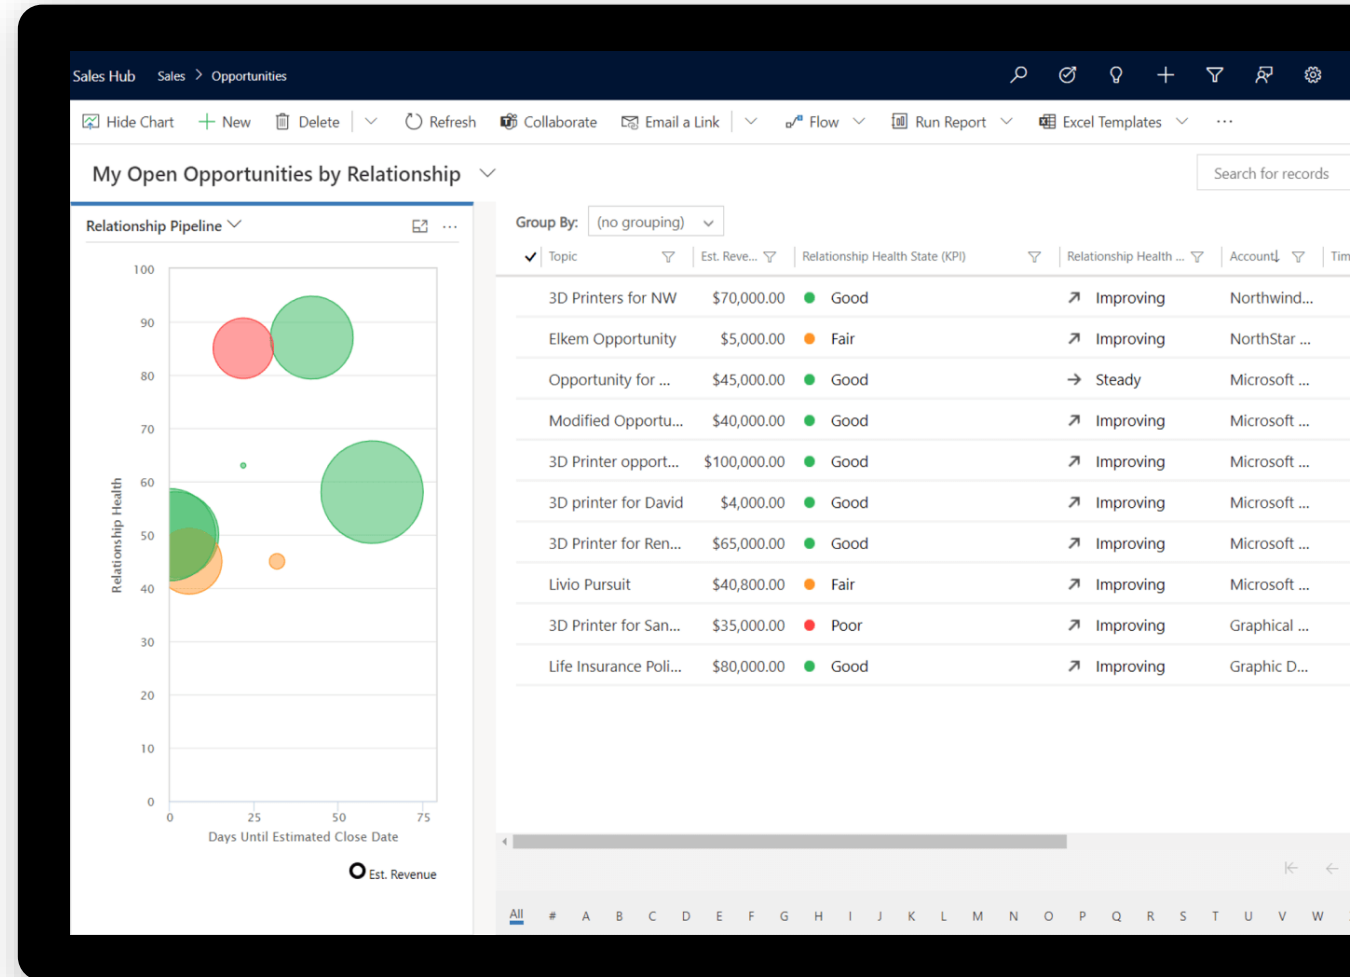 Sales Hub Sales > Opportunities
Hide Chart New Delete Refresh Collaborate Email a Link Flow Run Report Excel Templates ...
My Open Opportunities by Relationship
Search for records
Relationship Pipeline ...
Group By: (no grouping)
Topic Est. Reve... Relationship Health State (KPI) Relationship Health ... Account Tim
3D Printers for NW $70,000.00 Good Improving Northwind...
Elkem Opportunity $5,000.00 Fair Improving NorthStar ...
Opportunity for ... $45,000.00 Good Steady Microsoft ...
Modified Opportu... $40,000.00 Good Improving Microsoft ...
3D Printer opport... $100,000.00 Good Improving Microsoft ...
3D printer for David $4,000.00 Good Improving Microsoft ...
3D Printer for Ren... $65,000.00 Good Improving Microsoft ...
Livio Pursuit $40,800.00 Fair Improving Microsoft ...
3D Printer for San... $35,000.00 Poor Improving Graphical ...
Life Insurance Poli... $80,000.00 Good Improving Graphic D...
100
90
80
70
60
50
40
30
20
10
0
Relationship Health
0 25 50 75
Days Until Estimated Close Date
Est. Revenue
All # A B C D E F G H I J K L M N O P Q R S T U V W